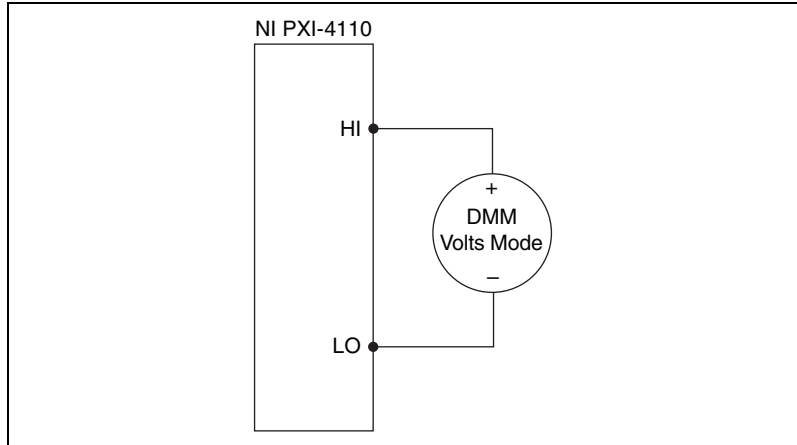 NI PXI-4110
HI
+
DMM
Volts Mode
–
LO